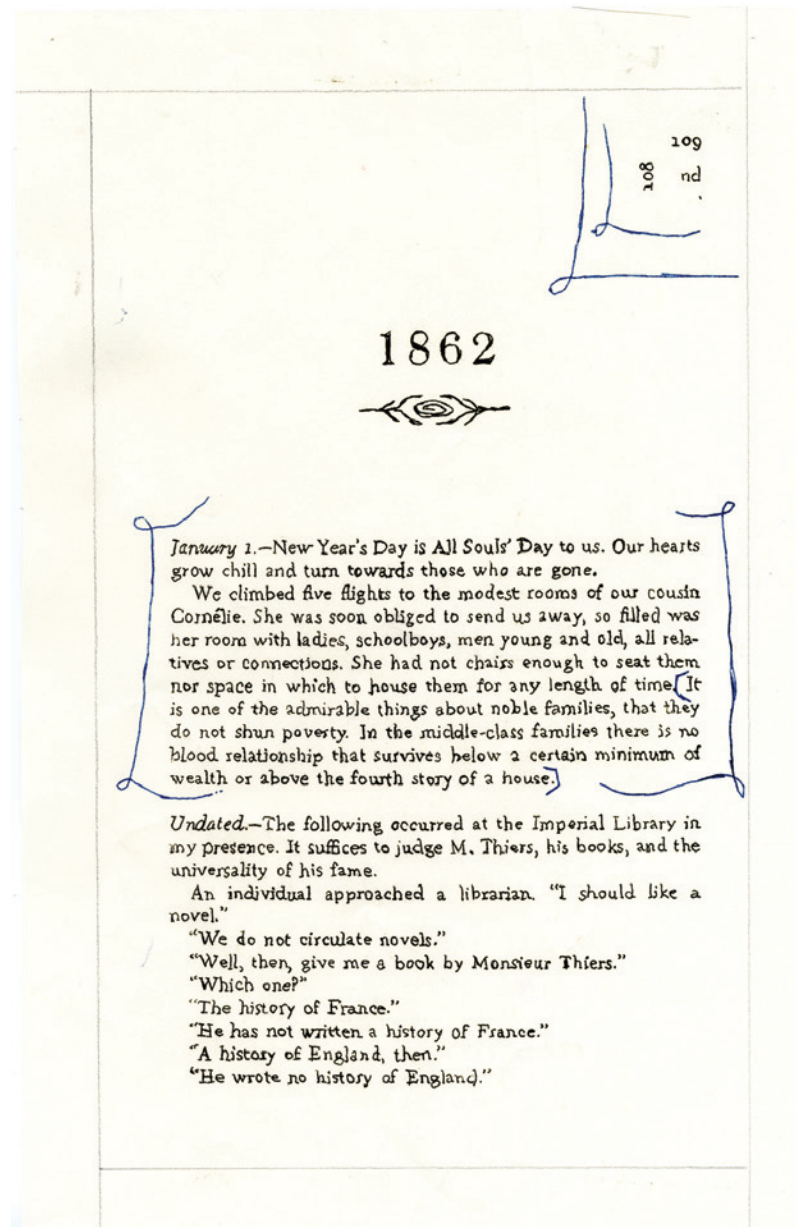 109
108 nd
1862
January 1.—New Year's Day is All Souls' Day to us. Our hearts
grow chill and turn towards those who are gone.
We climbed five flights to the modest rooms of our cousin
Cornélie. She was soon obliged to send us away, so filled was
her room with ladies, schoolboys, men young and old, all rela-
tives or connections. She had not chairs enough to seat them
nor space in which to house them for any length of time. It
is one of the admirable things about noble families, that they
do not shun poverty. In the middle-class families there is no
blood relationship that survives below a certain minimum of
wealth or above the fourth story of a house.
Undated.—The following occurred at the Imperial Library in
my presence. It suffices to judge M. Thiers, his books, and the
universality of his fame.
An individual approached a librarian. “I should like a
novel.”
“We do not circulate novels.”
“Well, then, give me a book by Monsieur Thiers.”
“Which one?”
“The history of France.”
“He has not written a history of France.”
“A history of England, then.”
“He wrote no history of England.”